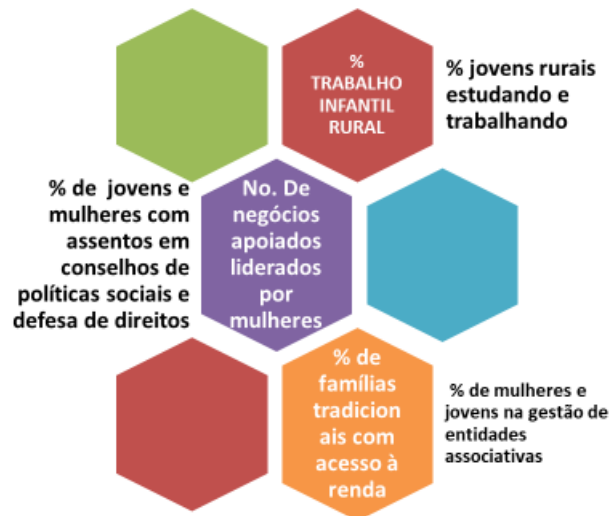 %
TRABALHO
INFANTIL
RURAL
% jovens rurais
estudando e
trabalhando
% de jovens e
mulheres com
assentos em
conselhos de
políticas sociais e
defesa de direitos
No. De
negócios
apoiados
liderados
por
mulheres
% de
famílias
tradicion
ais com
acesso à
renda
% de mulheres e
jovens na gestão de
entidades
associativas